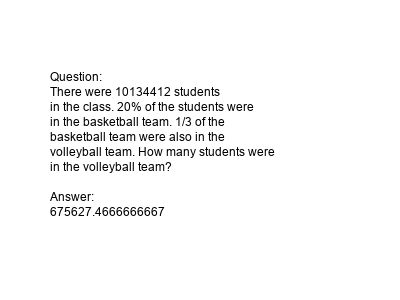 Question:
There were 10134412 students
in the class. 20% of the students were
in the basketball team. 1/3 of the
basketball team were also in the
volleyball team. How many students were
in the volleyball team?
Answer:
675627.4666666667